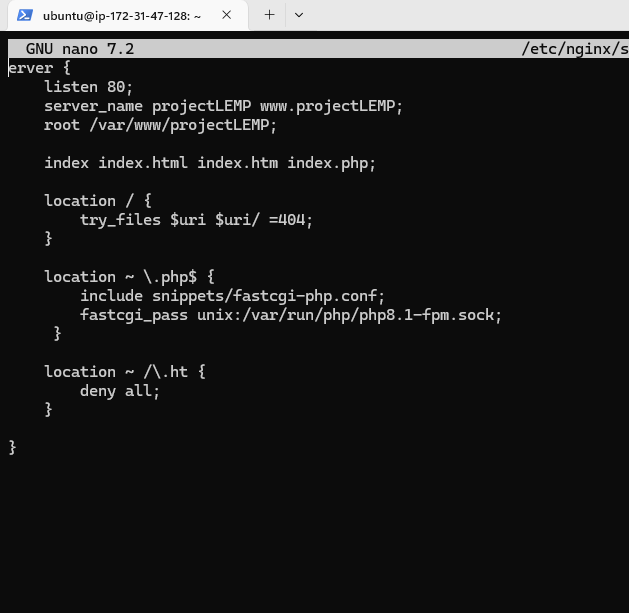 ubuntu@ip-172-31-47-128: ~
GNU nano 7.2 /etc/nginx/s
erver {
    listen 80;
    server_name projectLEMP www.projectLEMP;
    root /var/www/projectLEMP;

    index index.html index.htm index.php;

    location / {
        try_files $uri $uri/ =404;
    }

    location ~ \.php$ {
        include snippets/fastcgi-php.conf;
        fastcgi_pass unix:/var/run/php/php8.1-fpm.sock;
     }

    location ~ /\.ht {
        deny all;
    }

}